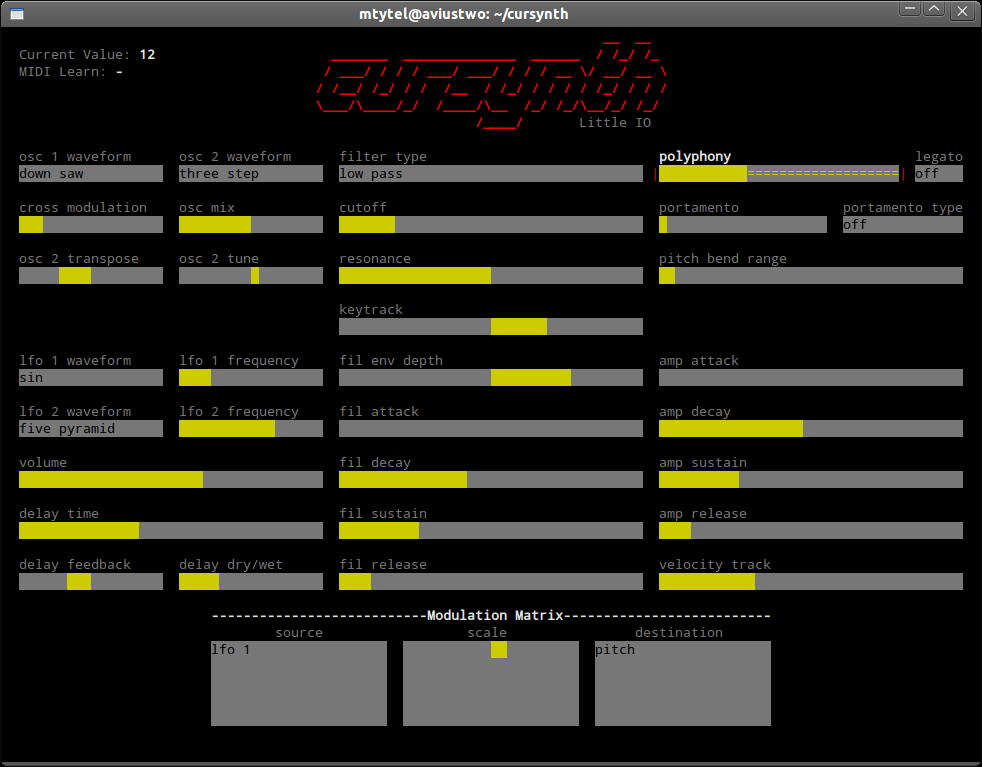 mtytel@aviustwo: ~/cursynth
Current Value: 12
MIDI Learn: -
cursynth
Little IO
osc 1 waveform osc 2 waveform filter type polyphony legato
down saw three step low pass off
cross modulation osc mix cutoff portamento portamento type
off
osc 2 transpose osc 2 tune resonance pitch bend range
keytrack
lfo 1 waveform lfo 1 frequency fil env depth amp attack
sin
lfo 2 waveform lfo 2 frequency fil attack amp decay
five pyramid
volume fil decay amp sustain
delay time fil sustain amp release
delay feedback delay dry/wet fil release velocity track
---------------------------Modulation Matrix--------------------------
source scale destination
lfo 1 pitch